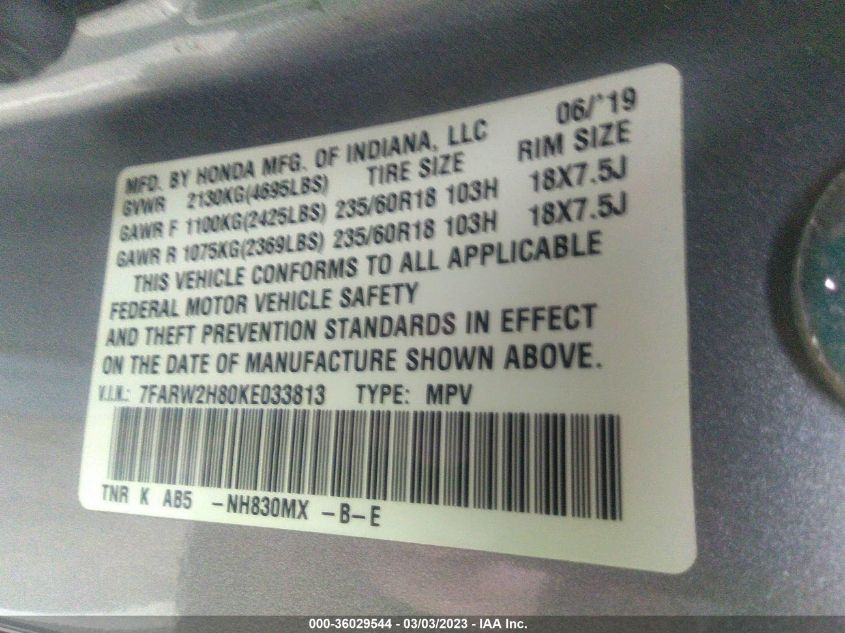 06/'19
MFD. BY HONDA MFG. OF INDIANA, LLC
GVWR 2130KG(4695LBS) TIRE SIZE RIM SIZE
GAWR F 1100KG(2425LBS) 235/60R18 103H 18X7.5J
GAWR R 1075KG(2369LBS) 235/60R18 103H 18X7.5J
THIS VEHICLE CONFORMS TO ALL APPLICABLE
FEDERAL MOTOR VEHICLE SAFETY
AND THEFT PREVENTION STANDARDS IN EFFECT
ON THE DATE OF MANUFACTURE SHOWN ABOVE.
V.I.N.: 7FARW2H80KE033813 TYPE: MPV
TNR K AB5 -NH830MX -B-E
000-36029544 - 03/03/2023 - IAA Inc.